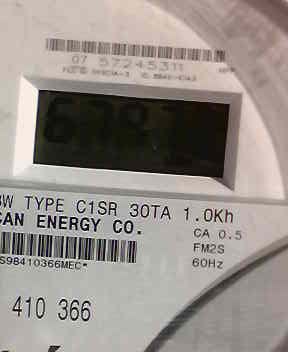 07 57245311
3W TYPE C1SR 30TA 1.0Kh
CAN ENERGY CO.
CA 0.5
FM2S
60Hz
S98410366MEC*
410 366